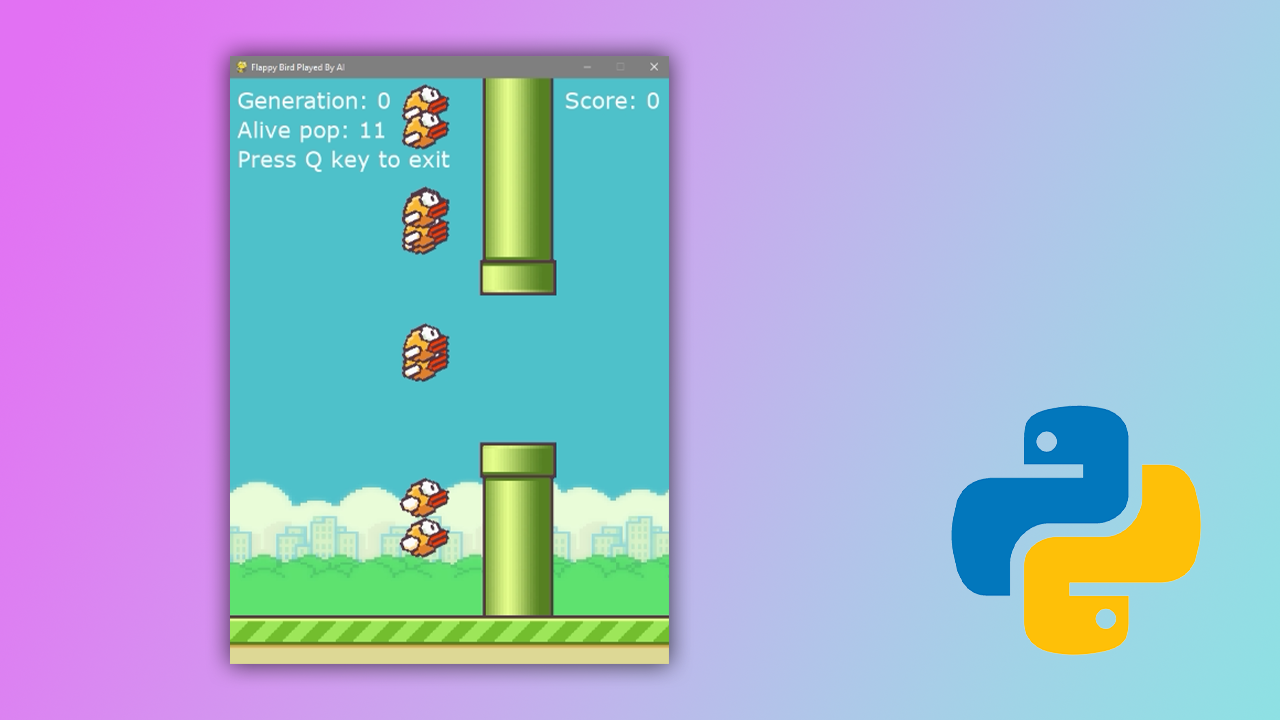 Flappy Bird Played By AI
Generation: 0
Score: 0
Alive pop: 11
Press Q key to exit